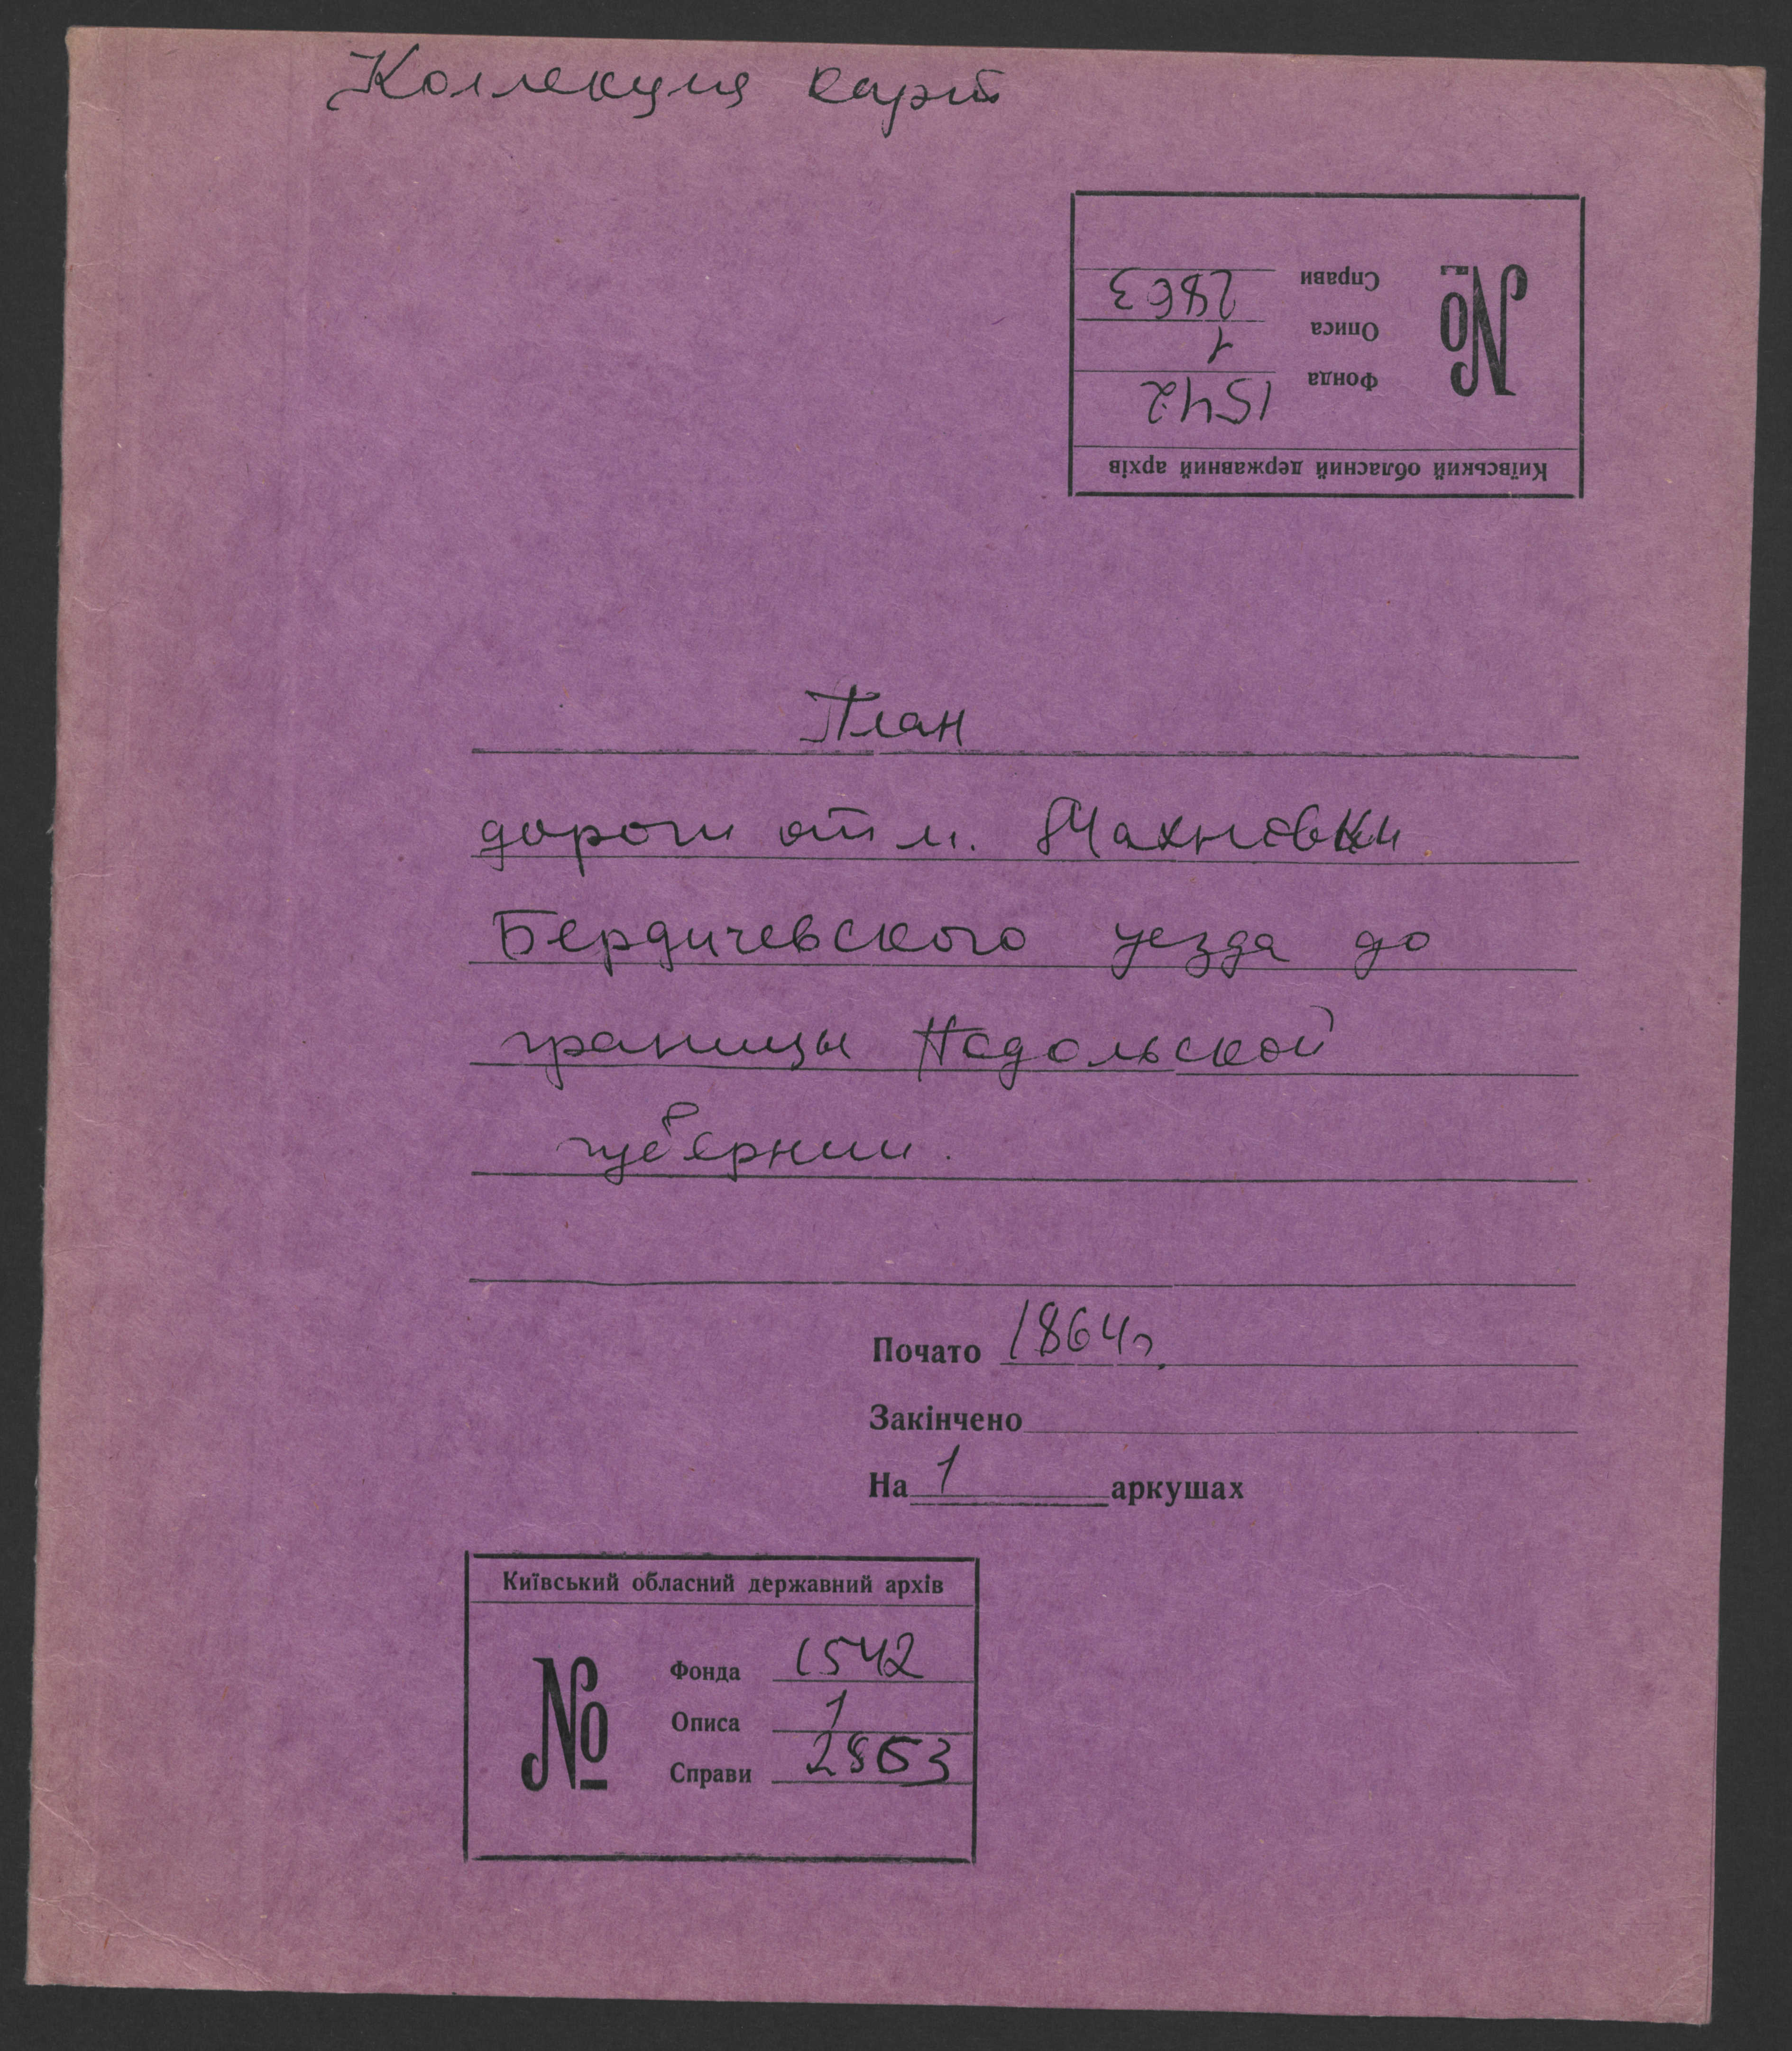 Коллекция карт
Київський обласний державний архів
№
Фонда 1542
Описа 1
Справи 2863
План
дороги от м. Махновки
Бердичевского уезда до
границы Подольской
губернии.
Почато 1864г.
Закінчено
На 1 аркушах
Київський обласний державний архів
№
Фонда 1542
Описа 1
Справи 2863